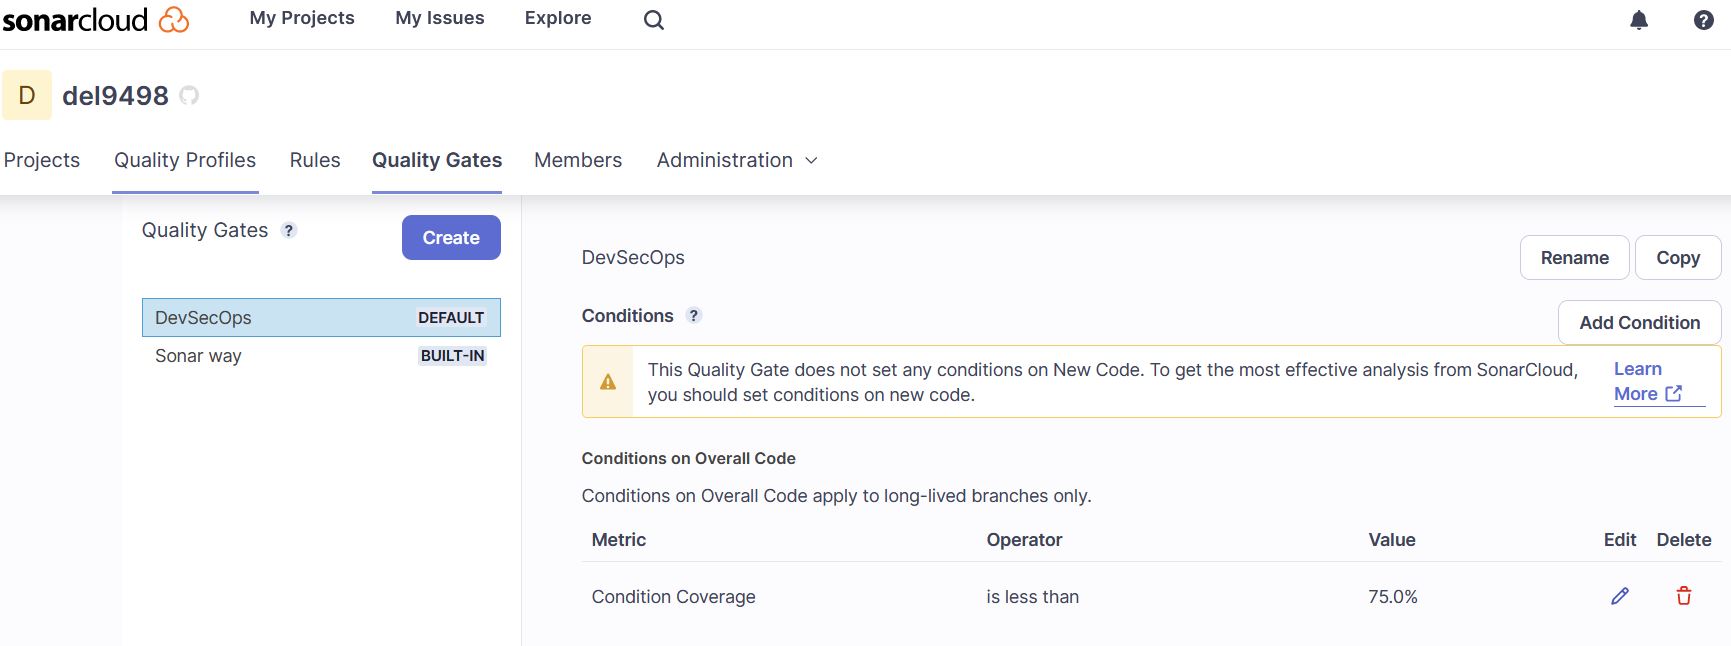 sonarcloud My Projects My Issues Explore ?
D del9498
Projects Quality Profiles Rules Quality Gates Members Administration
Quality Gates ? Create
DevSecOps DEFAULT
Sonar way BUILT-IN
DevSecOps Rename Copy
Conditions ? Add Condition
This Quality Gate does not set any conditions on New Code. To get the most effective analysis from SonarCloud,
you should set conditions on new code.
Learn
More
Conditions on Overall Code
Conditions on Overall Code apply to long-lived branches only.
Metric Operator Value Edit Delete
Condition Coverage is less than 75.0%